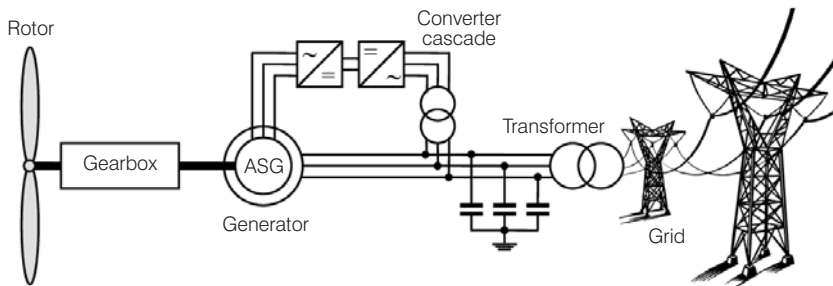 Rotor
Converter
cascade
~
=
=
~
Transformer
Gearbox
ASG
Generator
Grid